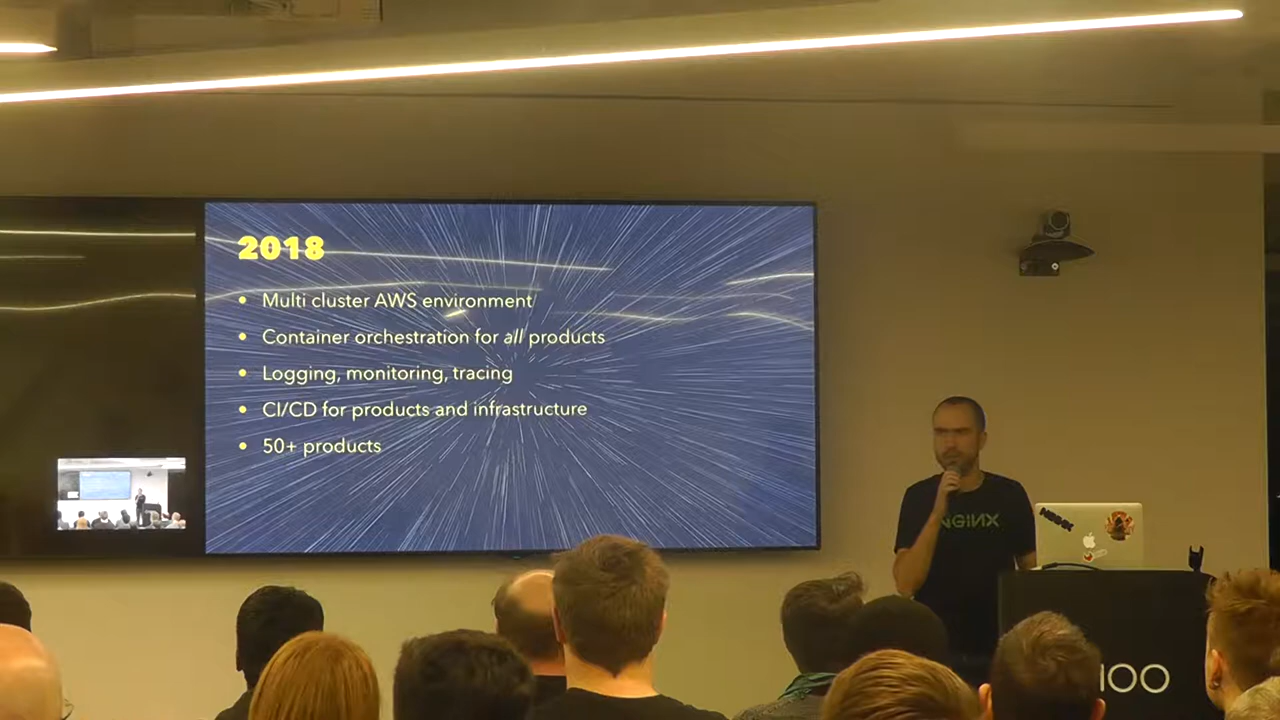 2018
• Multi cluster AWS environment
• Container orchestration for all products
• Logging, monitoring, tracing
• CI/CD for products and infrastructure
• 50+ products
NGINX
NGINX
100